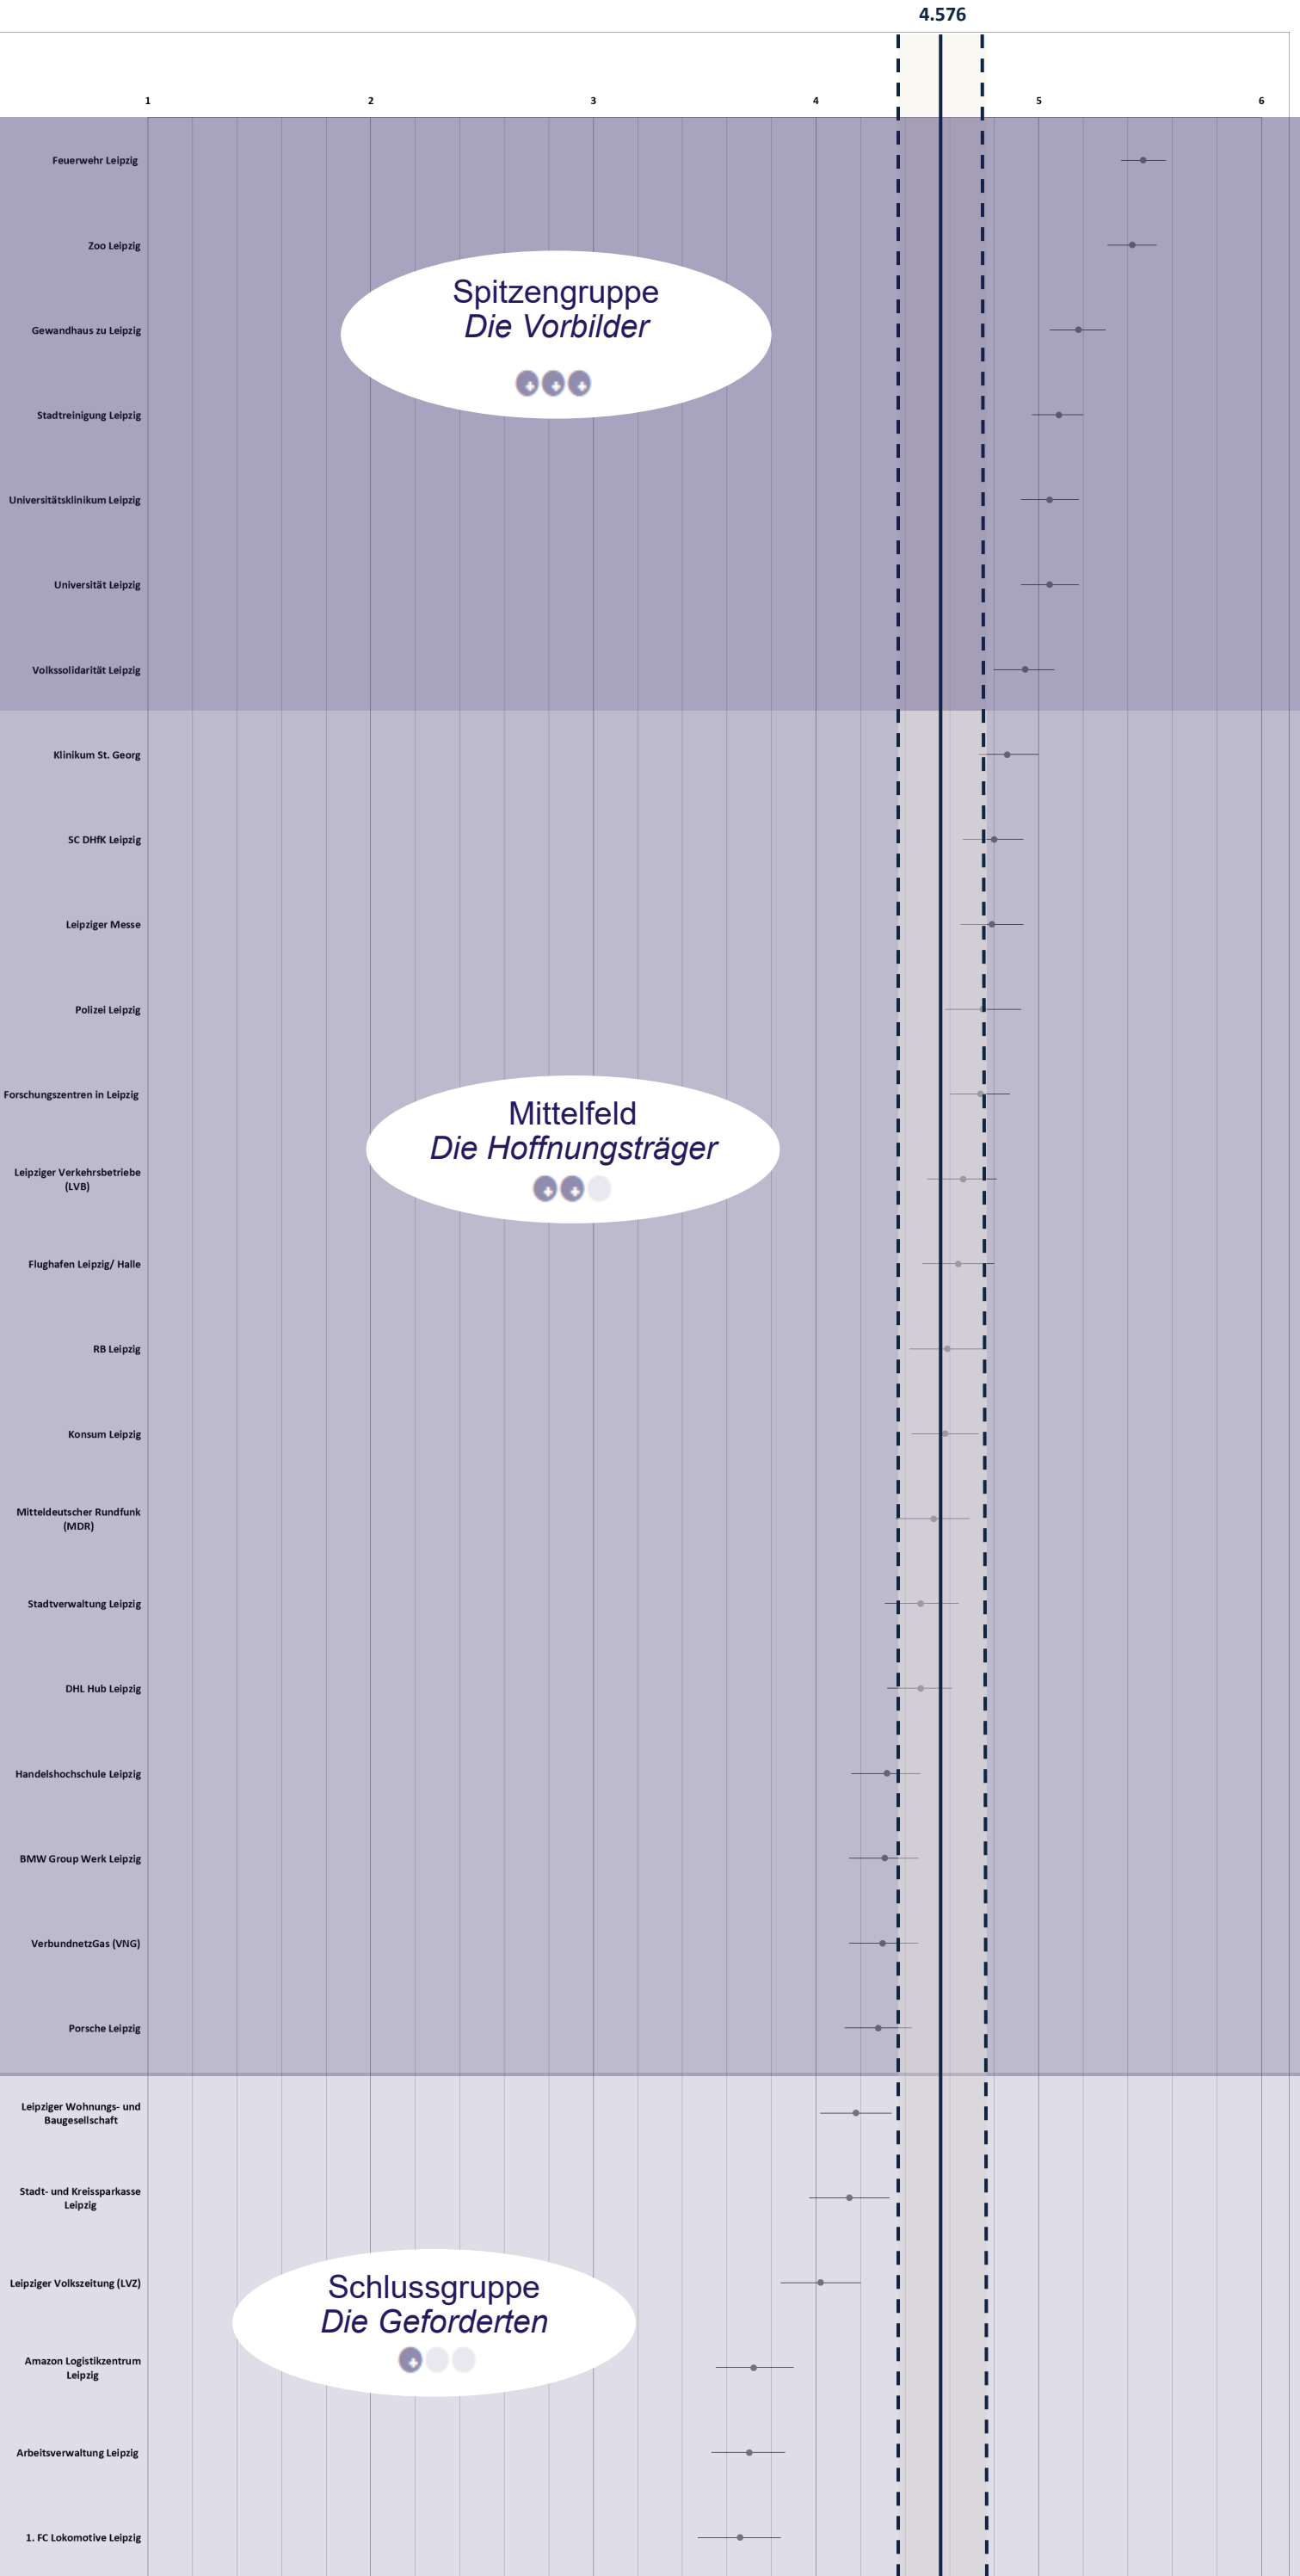 4.576
1 2 3 4 5 6
Feuerwehr Leipzig
Zoo Leipzig
Spitzengruppe
Die Vorbilder
Gewandhaus zu Leipzig
Stadtreinigung Leipzig
Universitätsklinikum Leipzig
Universität Leipzig
Volkssolidarität Leipzig
Klinikum St. Georg
SC DHfK Leipzig
Leipziger Messe
Polizei Leipzig
Forschungszentren in Leipzig
Mittelfeld
Die Hoffnungsträger
Leipziger Verkehrsbetriebe
(LVB)
Flughafen Leipzig/ Halle
RB Leipzig
Konsum Leipzig
Mitteldeutscher Rundfunk
(MDR)
Stadtverwaltung Leipzig
DHL Hub Leipzig
Handelshochschule Leipzig
BMW Group Werk Leipzig
VerbundnetzGas (VNG)
Porsche Leipzig
Leipziger Wohnungs- und
Baugesellschaft
Stadt- und Kreissparkasse
Leipzig
Leipziger Volkszeitung (LVZ)
Schlussgruppe
Die Geforderten
Amazon Logistikzentrum
Leipzig
Arbeitsverwaltung Leipzig
1. FC Lokomotive Leipzig